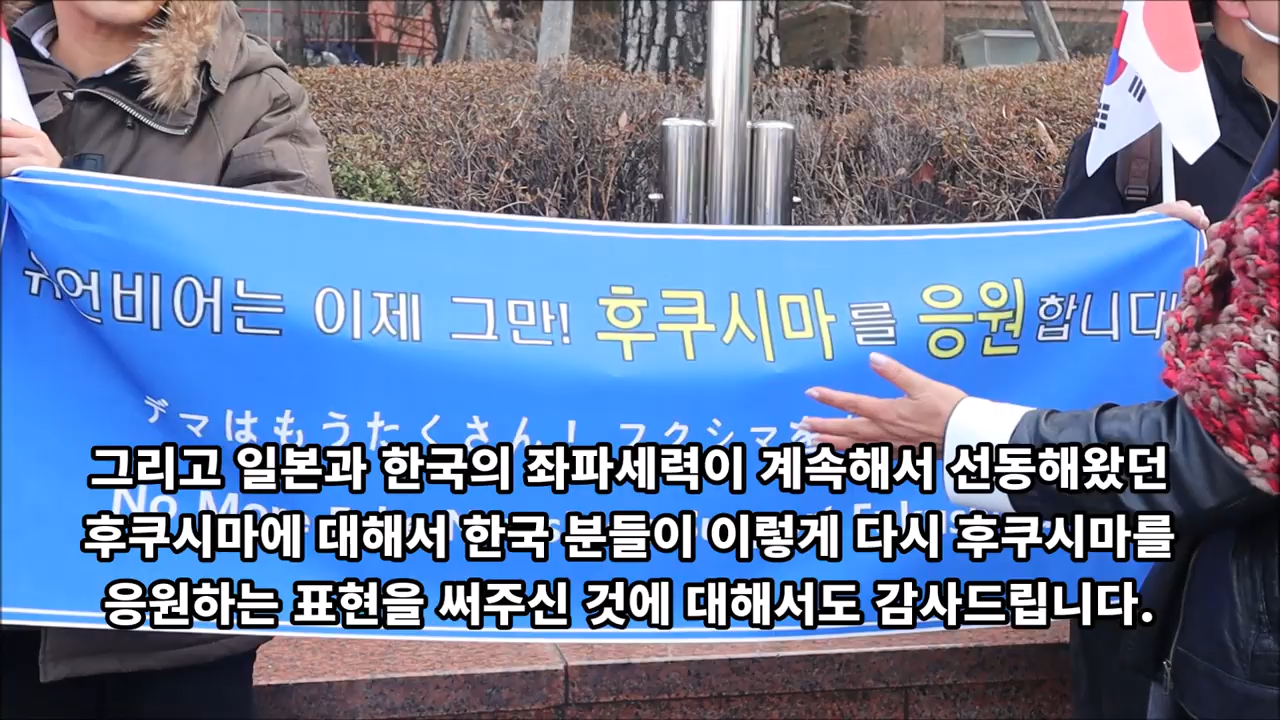 유언비어는 이제 그만! 후쿠시마를 응원합니다
デマはもうたくさん! フクシマを
No More
그리고 일본과 한국의 좌파세력이 계속해서 선동해왔던
후쿠시마에 대해서 한국 분들이 이렇게 다시 후쿠시마를
응원하는 표현을 써주신 것에 대해서도 감사드립니다.